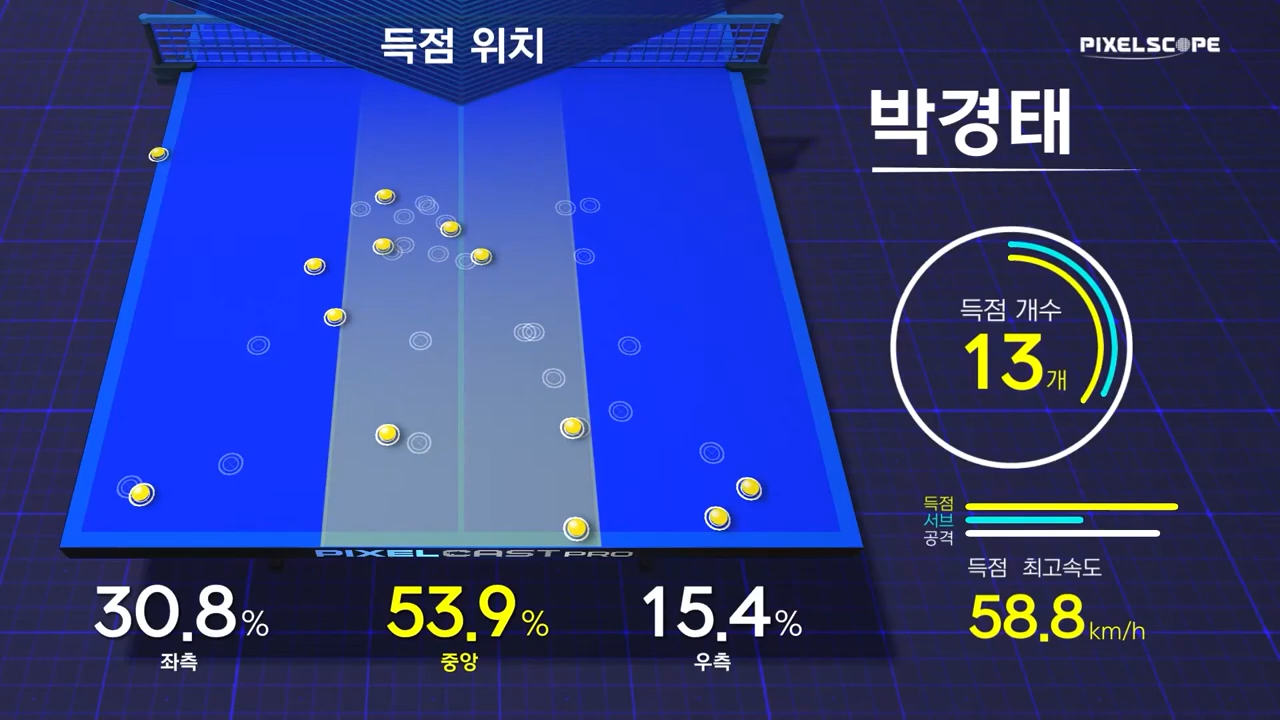 득점 위치
PIXELSCOPE
박경태
득점 개수
13개
득점
서브
공격
득점 최고속도
58.8km/h
PIXELCAST PRO
30.8%
좌측
53.9%
중앙
15.4%
우측